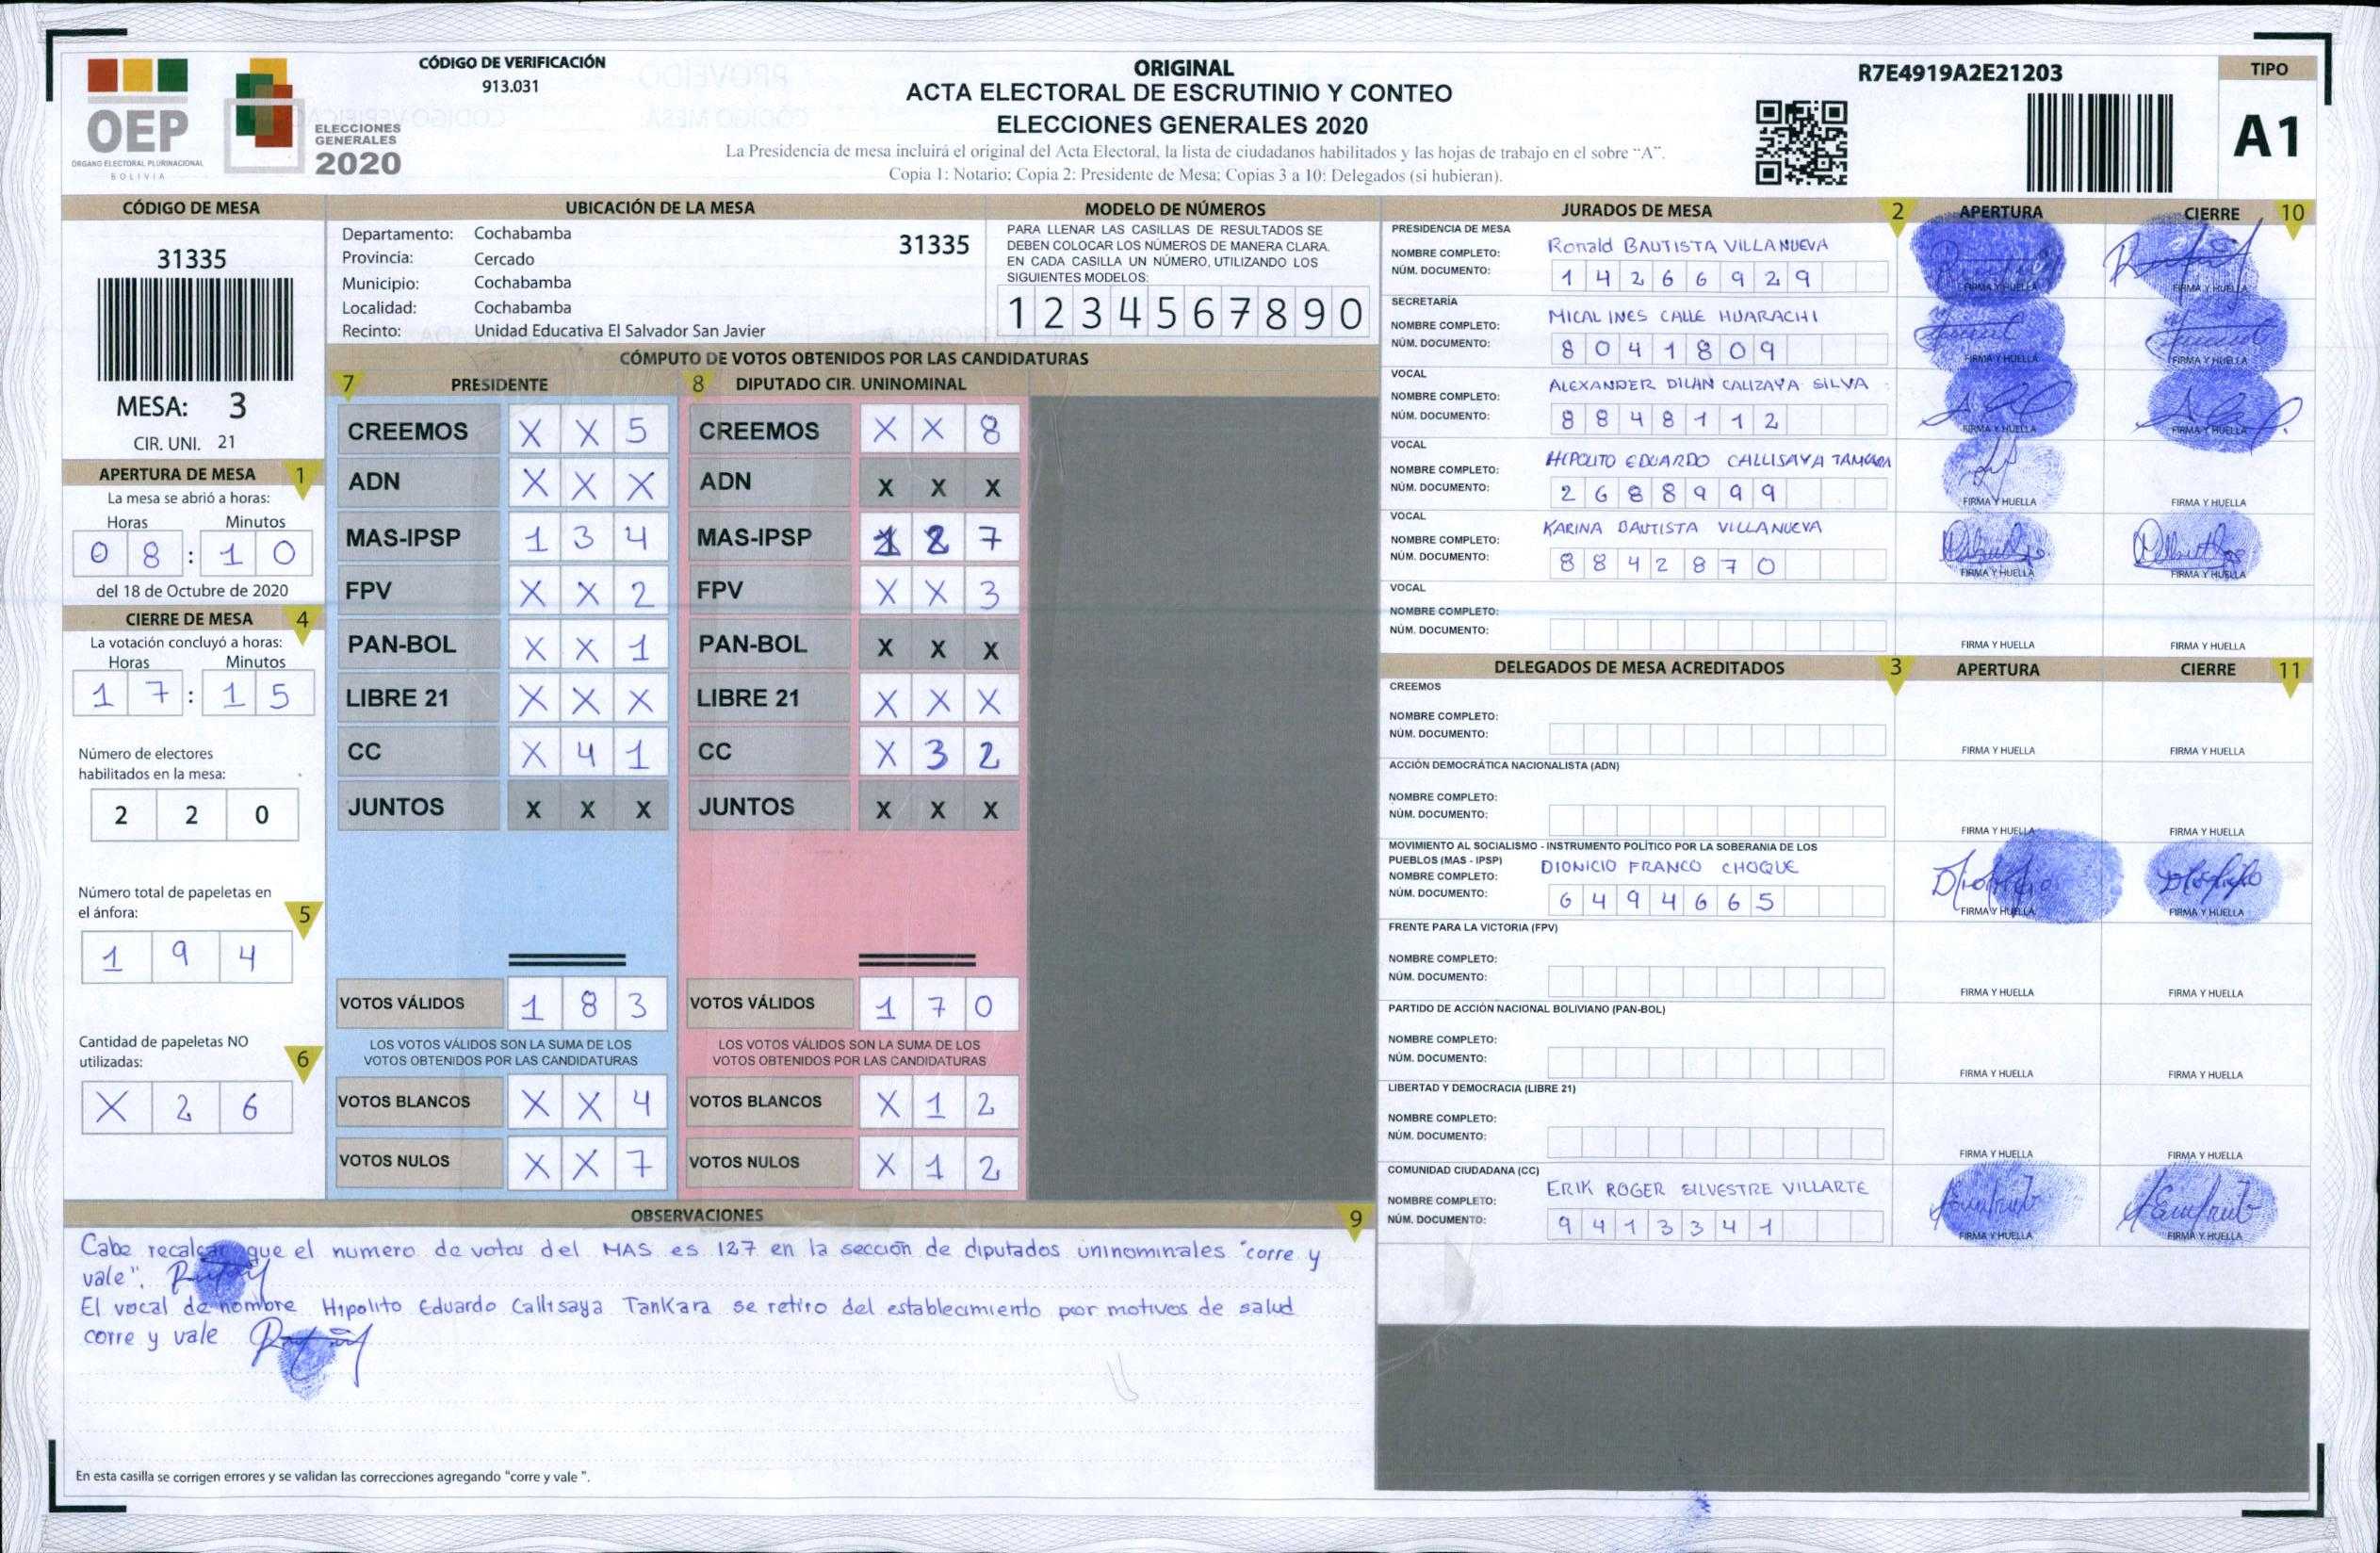 OEP
ÓRGANO ELECTORAL PLURINACIONAL
BOLIVIA
ELECCIONES
GENERALES
2020
CÓDIGO DE VERIFICACIÓN
913.031
ORIGINAL
ACTA ELECTORAL DE ESCRUTINIO Y CONTEO
ELECCIONES GENERALES 2020
La Presidencia de mesa incluirá el original del Acta Electoral, la lista de ciudadanos habilitados y las hojas de trabajo en el sobre "A".
Copia 1: Notario; Copia 2: Presidente de Mesa; Copias 3 a 10: Delegados (si hubieran).
R7E4919A2E21203
TIPO
A1
CÓDIGO DE MESA
31335
MESA: 3
CIR. UNI. 21
APERTURA DE MESA 1
La mesa se abrió a horas:
Horas Minutos
0 8 : 1 0
del 18 de Octubre de 2020
CIERRE DE MESA 4
La votación concluyó a horas:
Horas Minutos
1 7 : 1 5
Número de electores
habilitados en la mesa:
2 2 0
Número total de papeletas en
el ánfora: 5
1 9 4
Cantidad de papeletas NO
utilizadas: 6
X 2 6
UBICACIÓN DE LA MESA
Departamento: Cochabamba 31335
Provincia: Cercado
Municipio: Cochabamba
Localidad: Cochabamba
Recinto: Unidad Educativa El Salvador San Javier
MODELO DE NÚMEROS
PARA LLENAR LAS CASILLAS DE RESULTADOS SE
DEBEN COLOCAR LOS NÚMEROS DE MANERA CLARA.
EN CADA CASILLA UN NÚMERO, UTILIZANDO LOS
SIGUIENTES MODELOS:
1 2 3 4 5 6 7 8 9 0
CÓMPUTO DE VOTOS OBTENIDOS POR LAS CANDIDATURAS
7 PRESIDENTE 8 DIPUTADO CIR. UNINOMINAL
CREEMOS X X 5 CREEMOS X X 8
ADN X X X ADN X X X
MAS-IPSP 1 3 4 MAS-IPSP 1 2 7
FPV X X 2 FPV X X 3
PAN-BOL X X 1 PAN-BOL X X X
LIBRE 21 X X X LIBRE 21 X X X
CC X 4 1 CC X 3 2
JUNTOS X X X JUNTOS X X X
VOTOS VÁLIDOS 1 8 3 VOTOS VÁLIDOS 1 7 0
LOS VOTOS VÁLIDOS SON LA SUMA DE LOS LOS VOTOS VÁLIDOS SON LA SUMA DE LOS
VOTOS OBTENIDOS POR LAS CANDIDATURAS VOTOS OBTENIDOS POR LAS CANDIDATURAS
VOTOS BLANCOS X X 4 VOTOS BLANCOS X 1 2
VOTOS NULOS X X 7 VOTOS NULOS X 1 2
OBSERVACIONES 9
Cabe recalcar que el numero de votos del MAS es 127 en la sección de diputados uninominales "corre y
vale".
El vocal de nombre Hipolito Eduardo Callisaya TanKara se retiro del establecimiento por motivos de salud
corre y vale
En esta casilla se corrigen errores y se validan las correcciones agregando "corre y vale ".
JURADOS DE MESA 2 APERTURA CIERRE 10
PRESIDENCIA DE MESA
NOMBRE COMPLETO: Ronald BAUTISTA VILLANUEVA
NÚM. DOCUMENTO: 1 4 2 6 6 9 2 9
FIRMA Y HUELLA FIRMA Y HUELLA
SECRETARÍA
NOMBRE COMPLETO: MICAL INES CALLE HUARACHI
NÚM. DOCUMENTO: 8 0 4 1 8 0 9
FIRMA Y HUELLA FIRMA Y HUELLA
VOCAL
NOMBRE COMPLETO: ALEXANDER DILAN CALIZAYA SILVA
NÚM. DOCUMENTO: 8 8 4 8 1 1 2
FIRMA Y HUELLA FIRMA Y HUELLA
VOCAL
NOMBRE COMPLETO: HIPOLITO EDUARDO CALLISAYA TANKARA
NÚM. DOCUMENTO: 2 6 8 8 9 9 9
FIRMA Y HUELLA FIRMA Y HUELLA
VOCAL
NOMBRE COMPLETO: KARINA BAUTISTA VILLANUEVA
NÚM. DOCUMENTO: 8 8 4 2 8 7 0
FIRMA Y HUELLA FIRMA Y HUELLA
VOCAL
NOMBRE COMPLETO:
NÚM. DOCUMENTO:
FIRMA Y HUELLA FIRMA Y HUELLA
DELEGADOS DE MESA ACREDITADOS 3 APERTURA CIERRE 11
CREEMOS
NOMBRE COMPLETO:
NÚM. DOCUMENTO:
FIRMA Y HUELLA FIRMA Y HUELLA
ACCIÓN DEMOCRÁTICA NACIONALISTA (ADN)
NOMBRE COMPLETO:
NÚM. DOCUMENTO:
FIRMA Y HUELLA FIRMA Y HUELLA
MOVIMIENTO AL SOCIALISMO - INSTRUMENTO POLÍTICO POR LA SOBERANIA DE LOS
PUEBLOS (MAS - IPSP)
NOMBRE COMPLETO: DIONICIO FRANCO CHOQUE
NÚM. DOCUMENTO: 6 4 9 4 6 6 5
FIRMA Y HUELLA FIRMA Y HUELLA
FRENTE PARA LA VICTORIA (FPV)
NOMBRE COMPLETO:
NÚM. DOCUMENTO:
FIRMA Y HUELLA FIRMA Y HUELLA
PARTIDO DE ACCIÓN NACIONAL BOLIVIANO (PAN-BOL)
NOMBRE COMPLETO:
NÚM. DOCUMENTO:
FIRMA Y HUELLA FIRMA Y HUELLA
LIBERTAD Y DEMOCRACIA (LIBRE 21)
NOMBRE COMPLETO:
NÚM. DOCUMENTO:
FIRMA Y HUELLA FIRMA Y HUELLA
COMUNIDAD CIUDADANA (CC)
NOMBRE COMPLETO: ERIK ROGER SILVESTRE VILLARTE
NÚM. DOCUMENTO: 9 4 1 3 3 4 1
FIRMA Y HUELLA FIRMA Y HUELLA